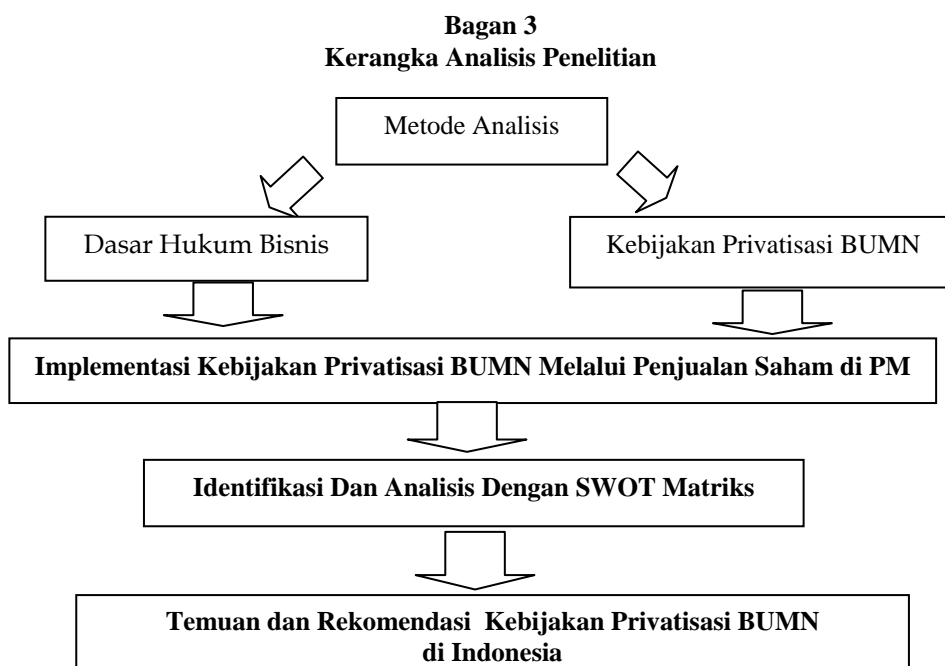 Bagan 3
Kerangka Analisis Penelitian
Metode Analisis
Dasar Hukum Bisnis
Kebijakan Privatisasi BUMN
Implementasi Kebijakan Privatisasi BUMN Melalui Penjualan Saham di PM
Identifikasi Dan Analisis Dengan SWOT Matriks
Temuan dan Rekomendasi Kebijakan Privatisasi BUMN
di Indonesia